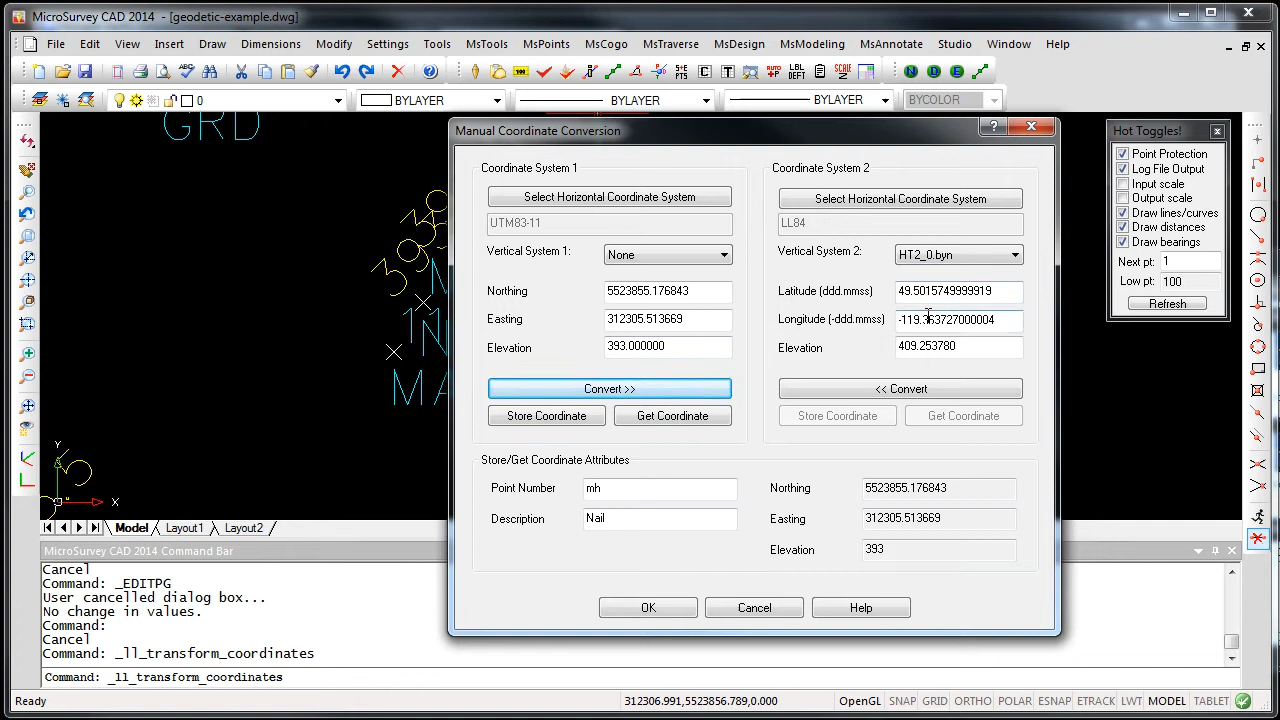 MicroSurvey CAD 2014 - [geodetic-example.dwg]
File Edit View Insert Draw Dimensions Modify Settings Tools MsTools MsPoints MsCogo MsTraverse MsDesign MsModeling MsAnnotate Studio Window Help
0 BYLAYER BYLAYER BYLAYER BYCOLOR
GRD
Manual Coordinate Conversion
Coordinate System 1
Select Horizontal Coordinate System
UTM83-11
Vertical System 1: None
Northing 5523855.176843
Easting 312305.513669
Elevation 393.000000
Convert >>
Store Coordinate Get Coordinate
Coordinate System 2
Select Horizontal Coordinate System
LL84
Vertical System 2: HT2_0.byn
Latitude (ddd.mmss) 49.5015749999919
Longitude (-ddd.mmss) -119.363727000004
Elevation 409.253780
<< Convert
Store Coordinate Get Coordinate
Store/Get Coordinate Attributes
Point Number mh
Description Nail
Northing 5523855.176843
Easting 312305.513669
Elevation 393
OK Cancel Help
Hot Toggles!
Point Protection
Log File Output
Input scale
Output scale
Draw lines/curves
Draw distances
Draw bearings
Next pt: 1
Low pt: 100
Refresh
Y
X
Model Layout1 Layout2
MicroSurvey CAD 2014 Command Bar
Cancel
Command: _EDITPG
User cancelled dialog box...
No change in values.
Command:
Cancel
Command: _ll_transform_coordinates
Command: _ll_transform_coordinates
Ready 312306.991,5523856.789,0.000 OpenGL SNAP GRID ORTHO POLAR ESNAP ETRACK LWT MODEL TABLET